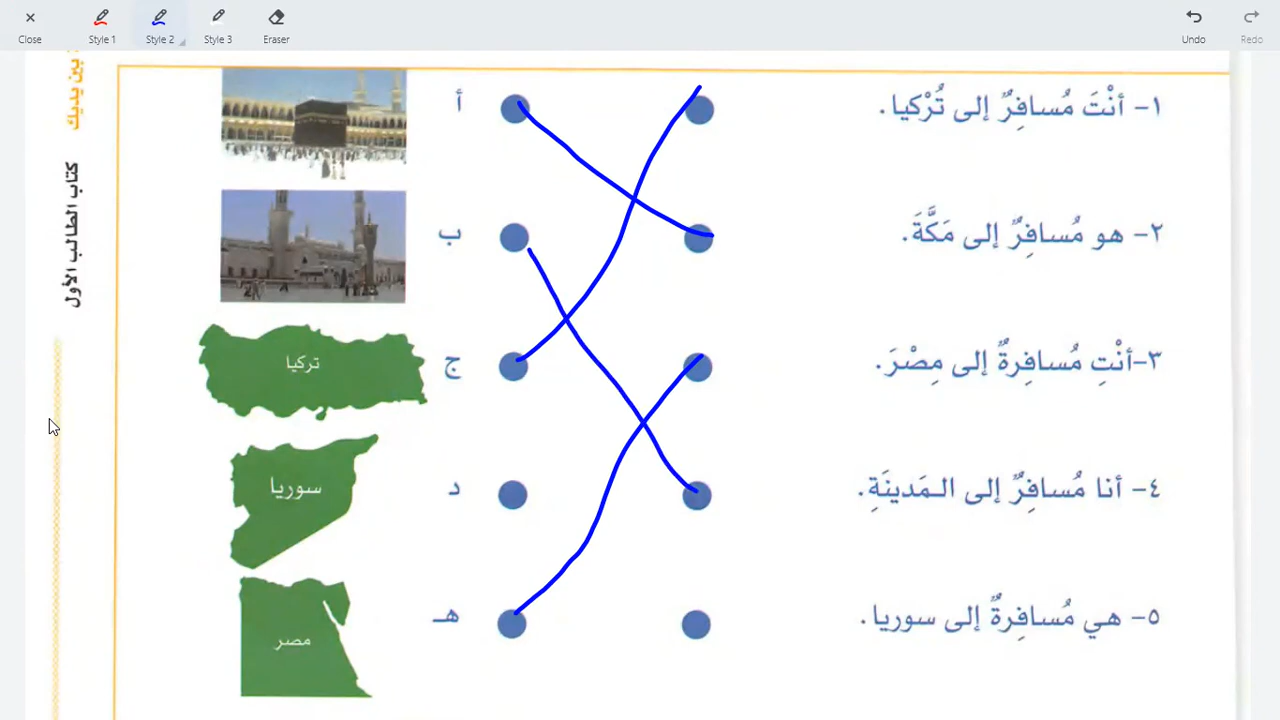 Close
Style 1
Style 2
Style 3
Eraser
Undo
Redo
بين يديك
كتاب الطالب الأول
١- أنْتَ مُسافِرٌ إلى تُرْكيا.
أ
٢- هو مُسافِرٌ إلى مَكَّةَ.
ب
٣-أنْتِ مُسافِرةٌ إلى مِصْرَ.
ج
تركيا
٤- أنا مُسافِرٌ إلى الـمَدينَةِ.
د
سوريا
٥- هي مُسافِرةٌ إلى سوريا.
هـ
مصر